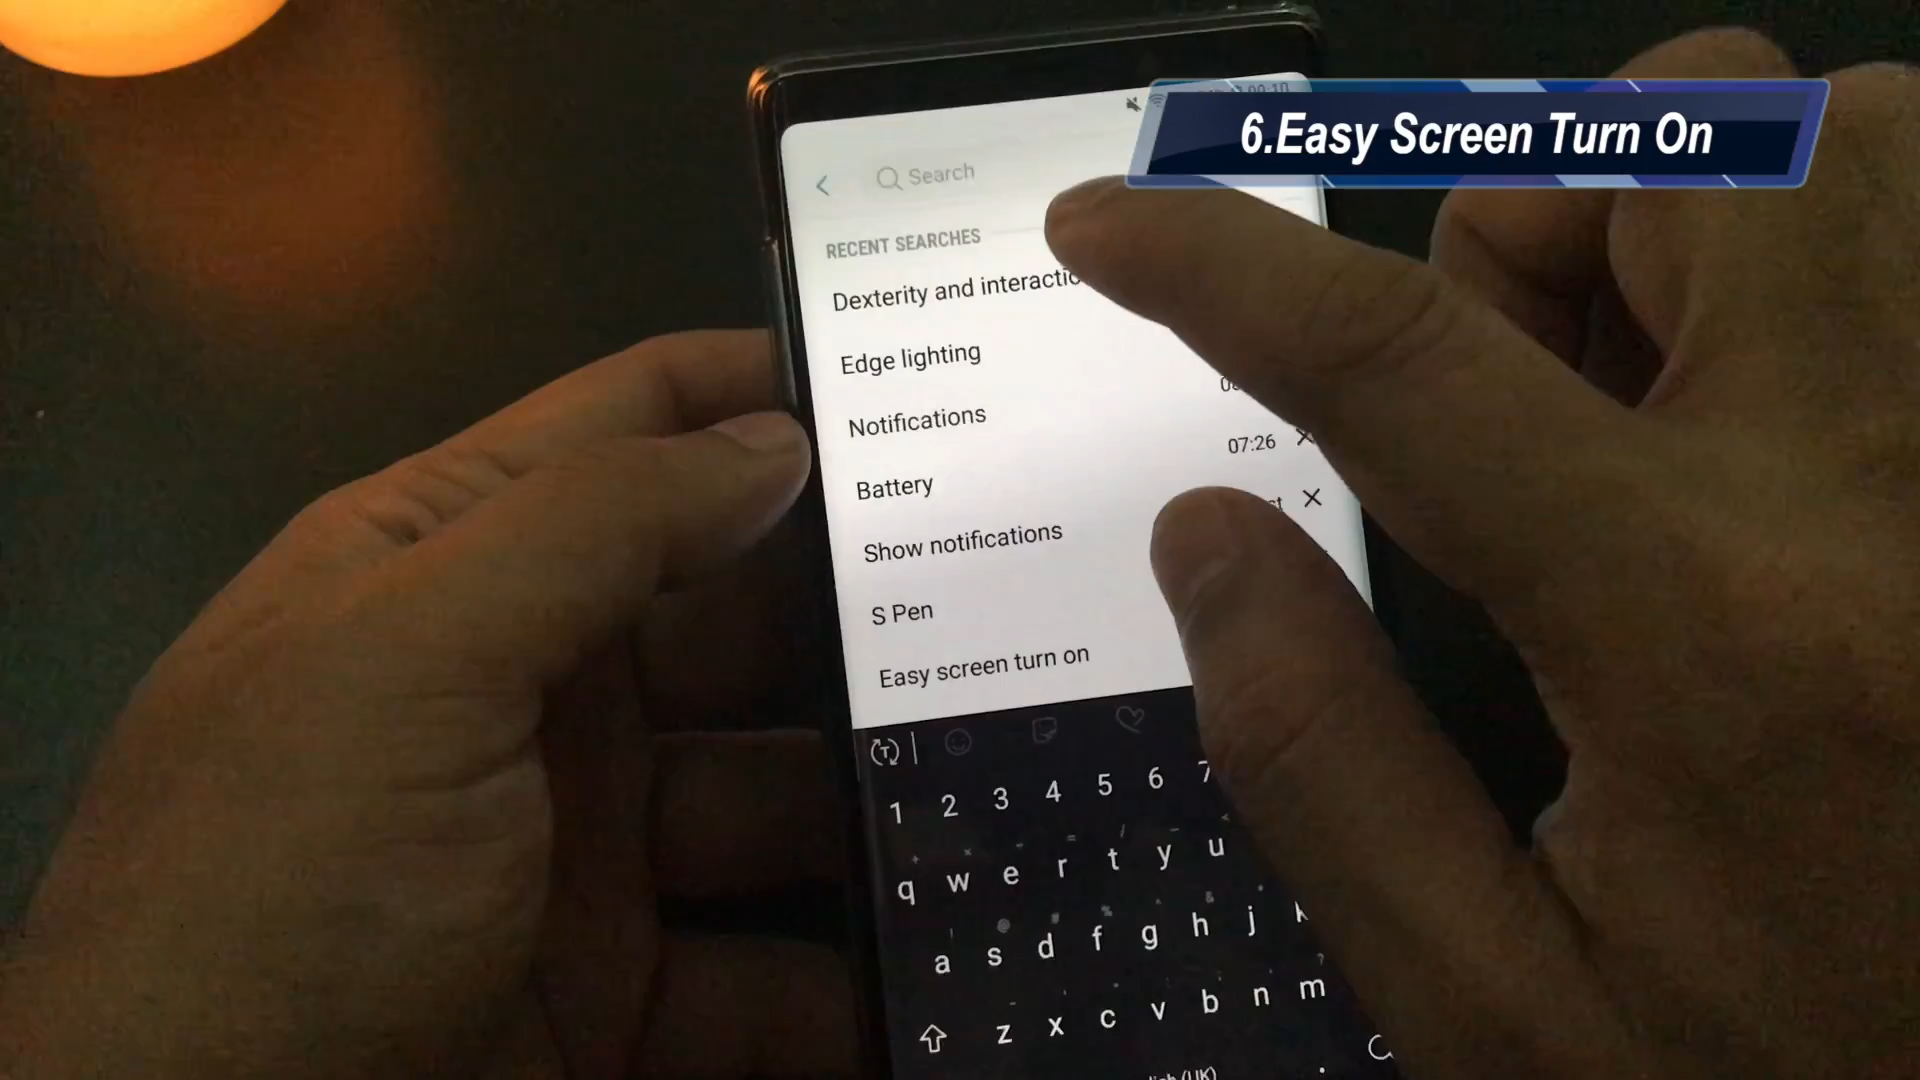 6.Easy Screen Turn On
Search
RECENT SEARCHES
Dexterity and
Edge lighting
Notifications
Battery 07:26
Show notifications
S Pen
Easy screen turn on
1 2 3 4 5 6 7
q w e r t y u
a s d f g h j k
z x c v b n m
(UK)